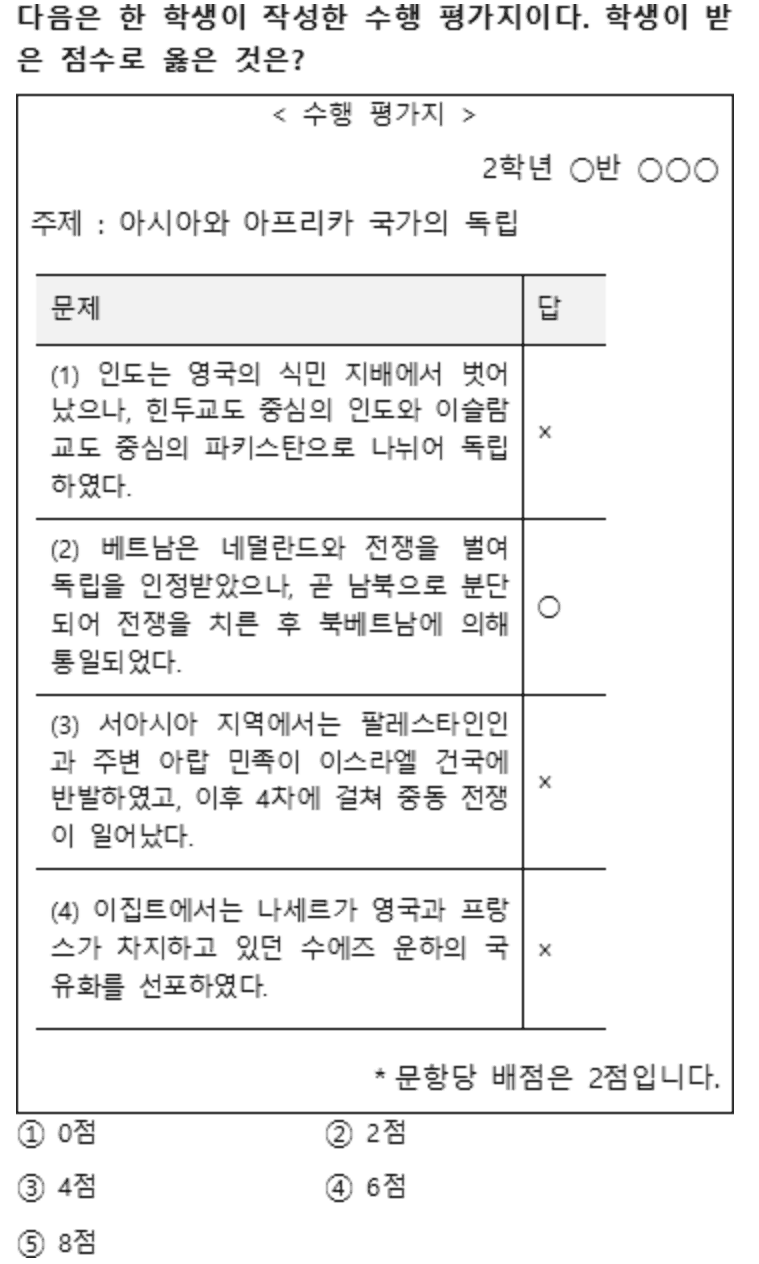 다음은 한 학생이 작성한 수행 평가지이다. 학생이 받
은 점수로 옳은 것은?
< 수행 평가지 >
2학년 ○반 ○○○
주제 : 아시아와 아프리카 국가의 독립
문제 답
(1) 인도는 영국의 식민 지배에서 벗어
났으나, 힌두교도 중심의 인도와 이슬람
교도 중심의 파키스탄으로 나뉘어 독립
하였다.
×
(2) 베트남은 네덜란드와 전쟁을 벌여
독립을 인정받았으나, 곧 남북으로 분단
되어 전쟁을 치른 후 북베트남에 의해
통일되었다.
○
(3) 서아시아 지역에서는 팔레스타인인
과 주변 아랍 민족이 이스라엘 건국에
반발하였고, 이후 4차에 걸쳐 중동 전쟁
이 일어났다.
×
(4) 이집트에서는 나세르가 영국과 프랑
스가 차지하고 있던 수에즈 운하의 국
유화를 선포하였다.
×
* 문항당 배점은 2점입니다.
① 0점 ② 2점
③ 4점 ④ 6점
⑤ 8점